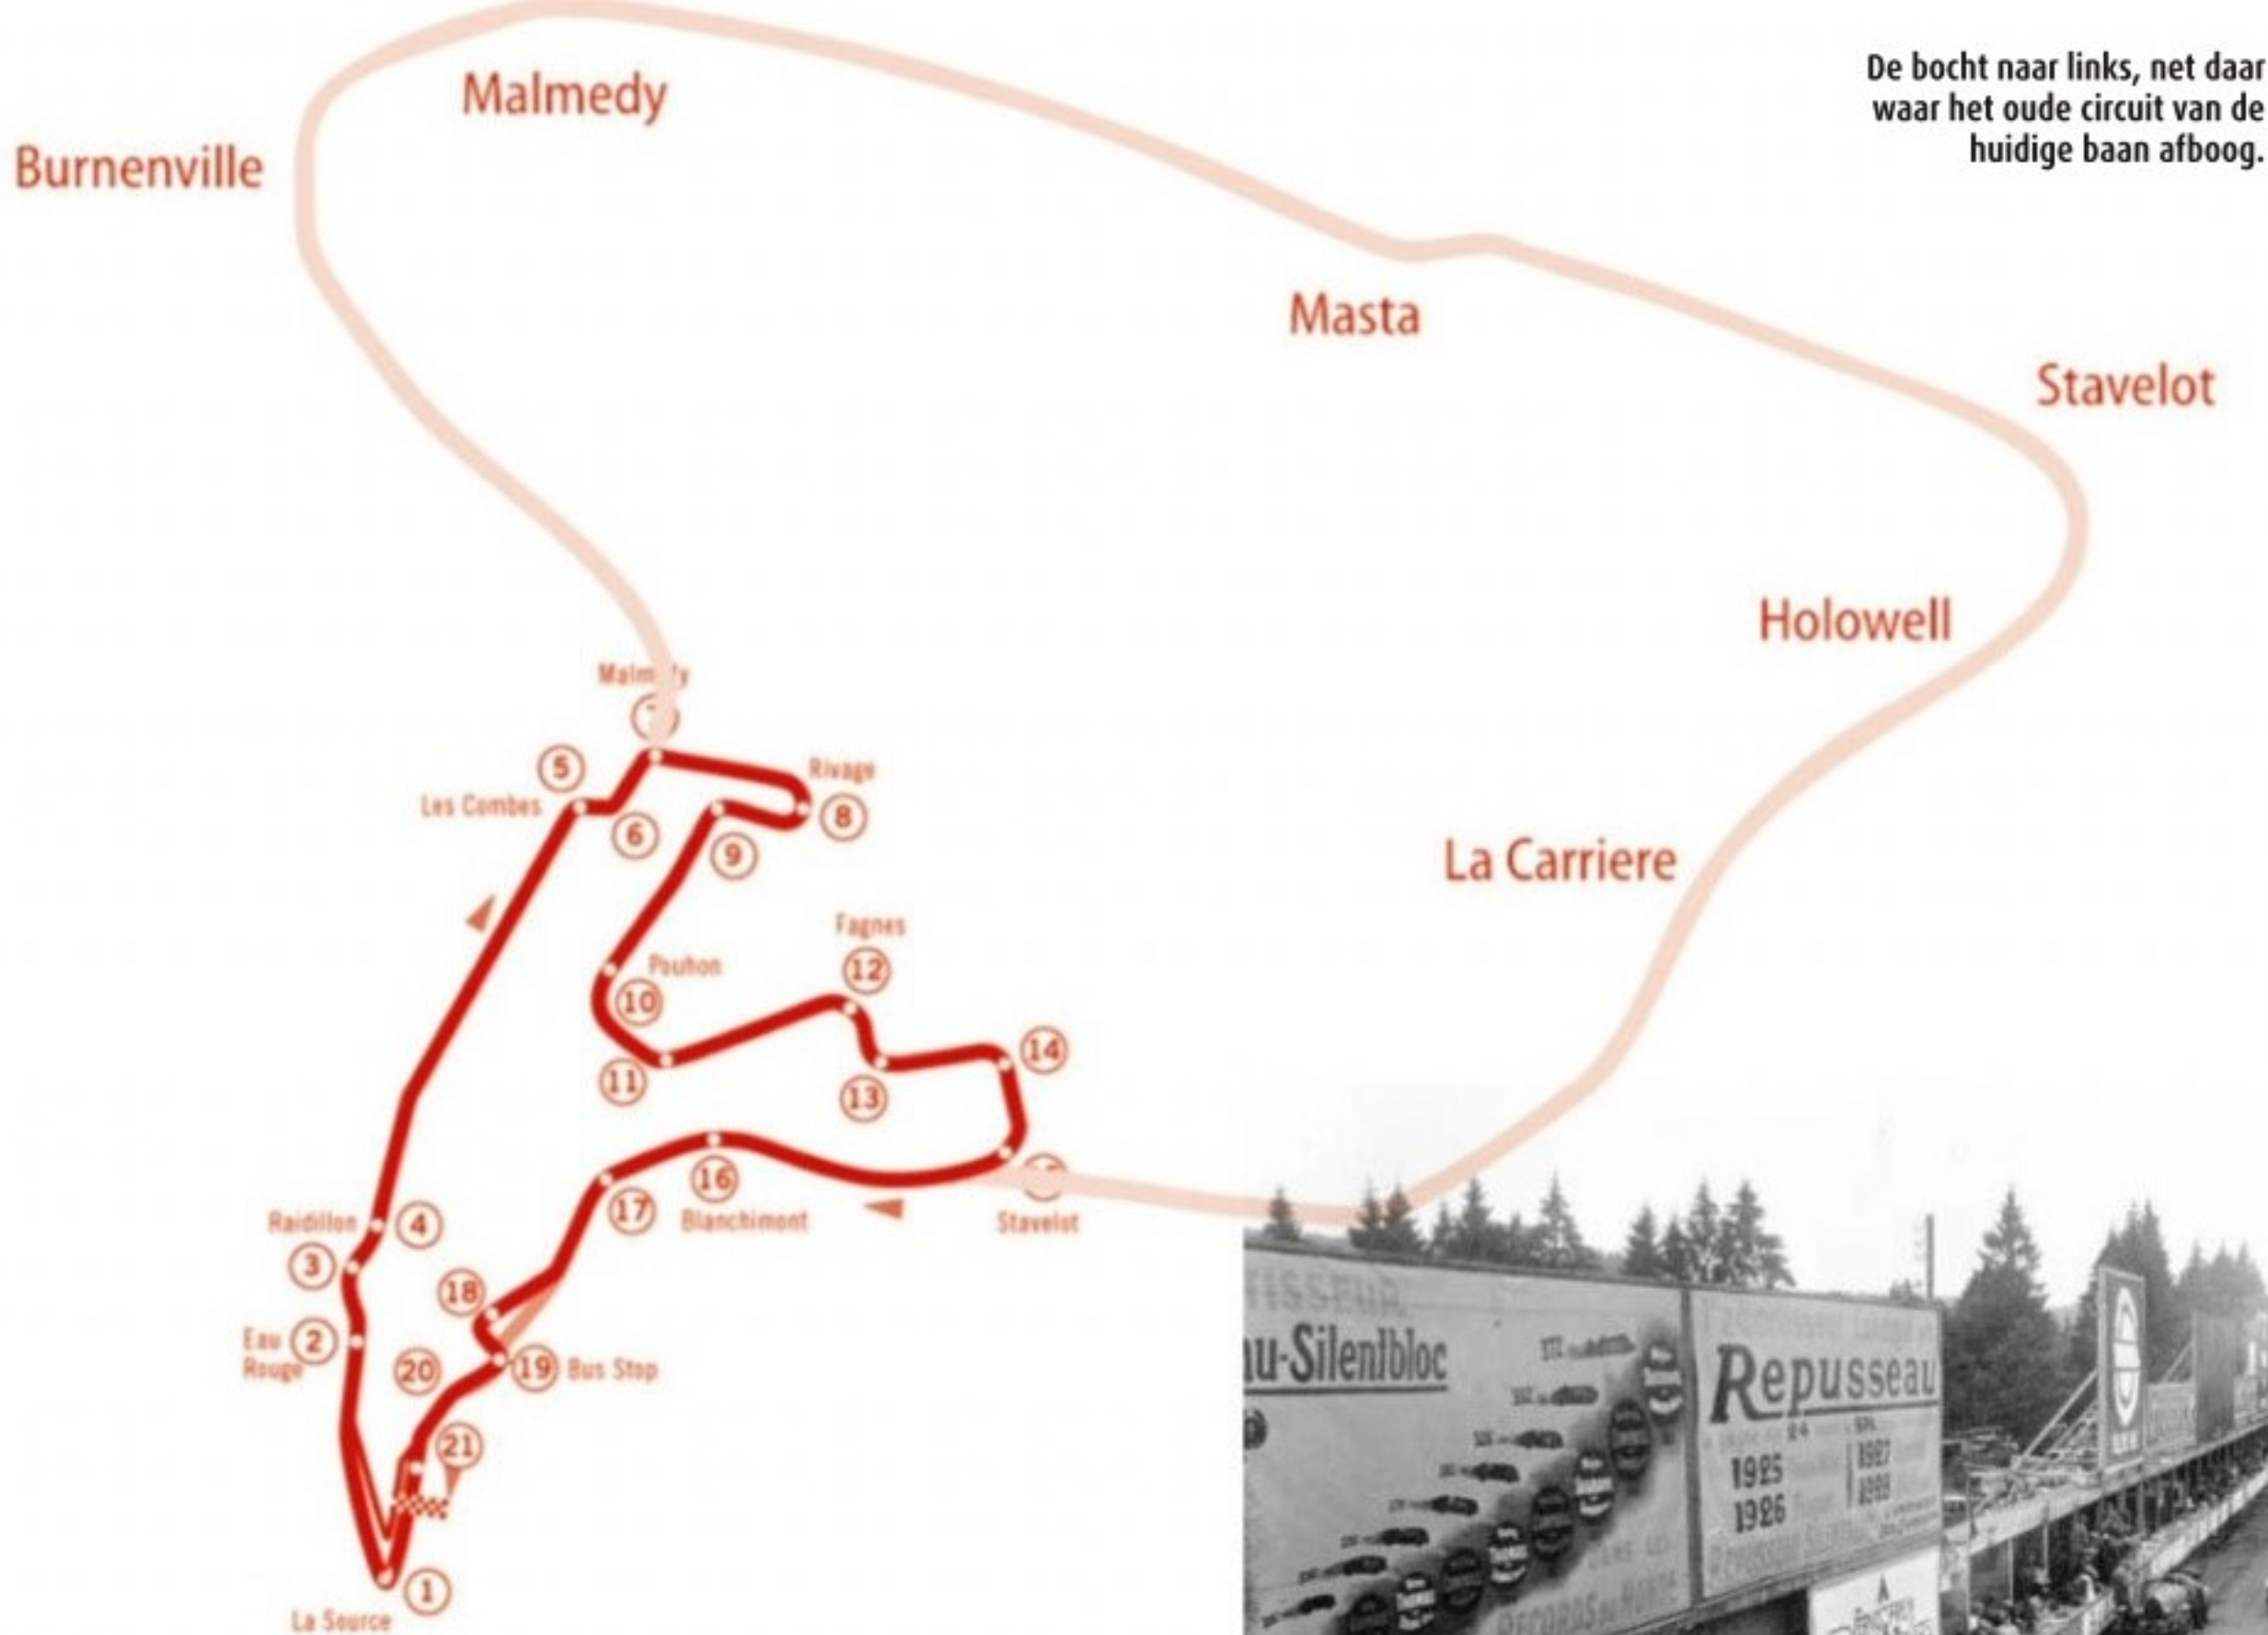 De bocht naar links, net daar
waar het oude circuit van de
huidige baan afboog.
Malmedy
Burnenville
Masta
Stavelot
Holowell
La Carriere
5
Les Combes
6
Rivage
8
9
Fagnes
12
Pouhon
10
11
13
14
16
Blanchimont
17
Stavelot
Raidillon
4
3
18
Eau
Rouge
2
20
19
Bus Stop
21
1
La Source
u-Silentbloc
Repusseau
1925
1926
1927